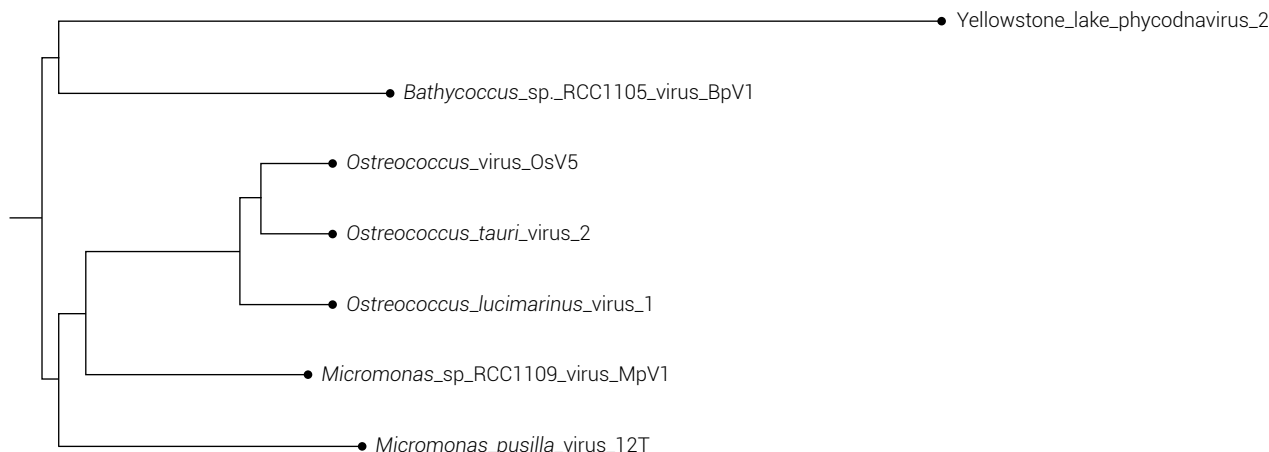 Yellowstone_lake_phycodnavirus_2
Bathycoccus_sp._RCC1105_virus_BpV1
Ostreococcus_virus_OsV5
Ostreococcus_tauri_virus_2
Ostreococcus_lucimarinus_virus_1
Micromonas_sp_RCC1109_virus_MpV1
Micromonas_pusilla_virus_12T